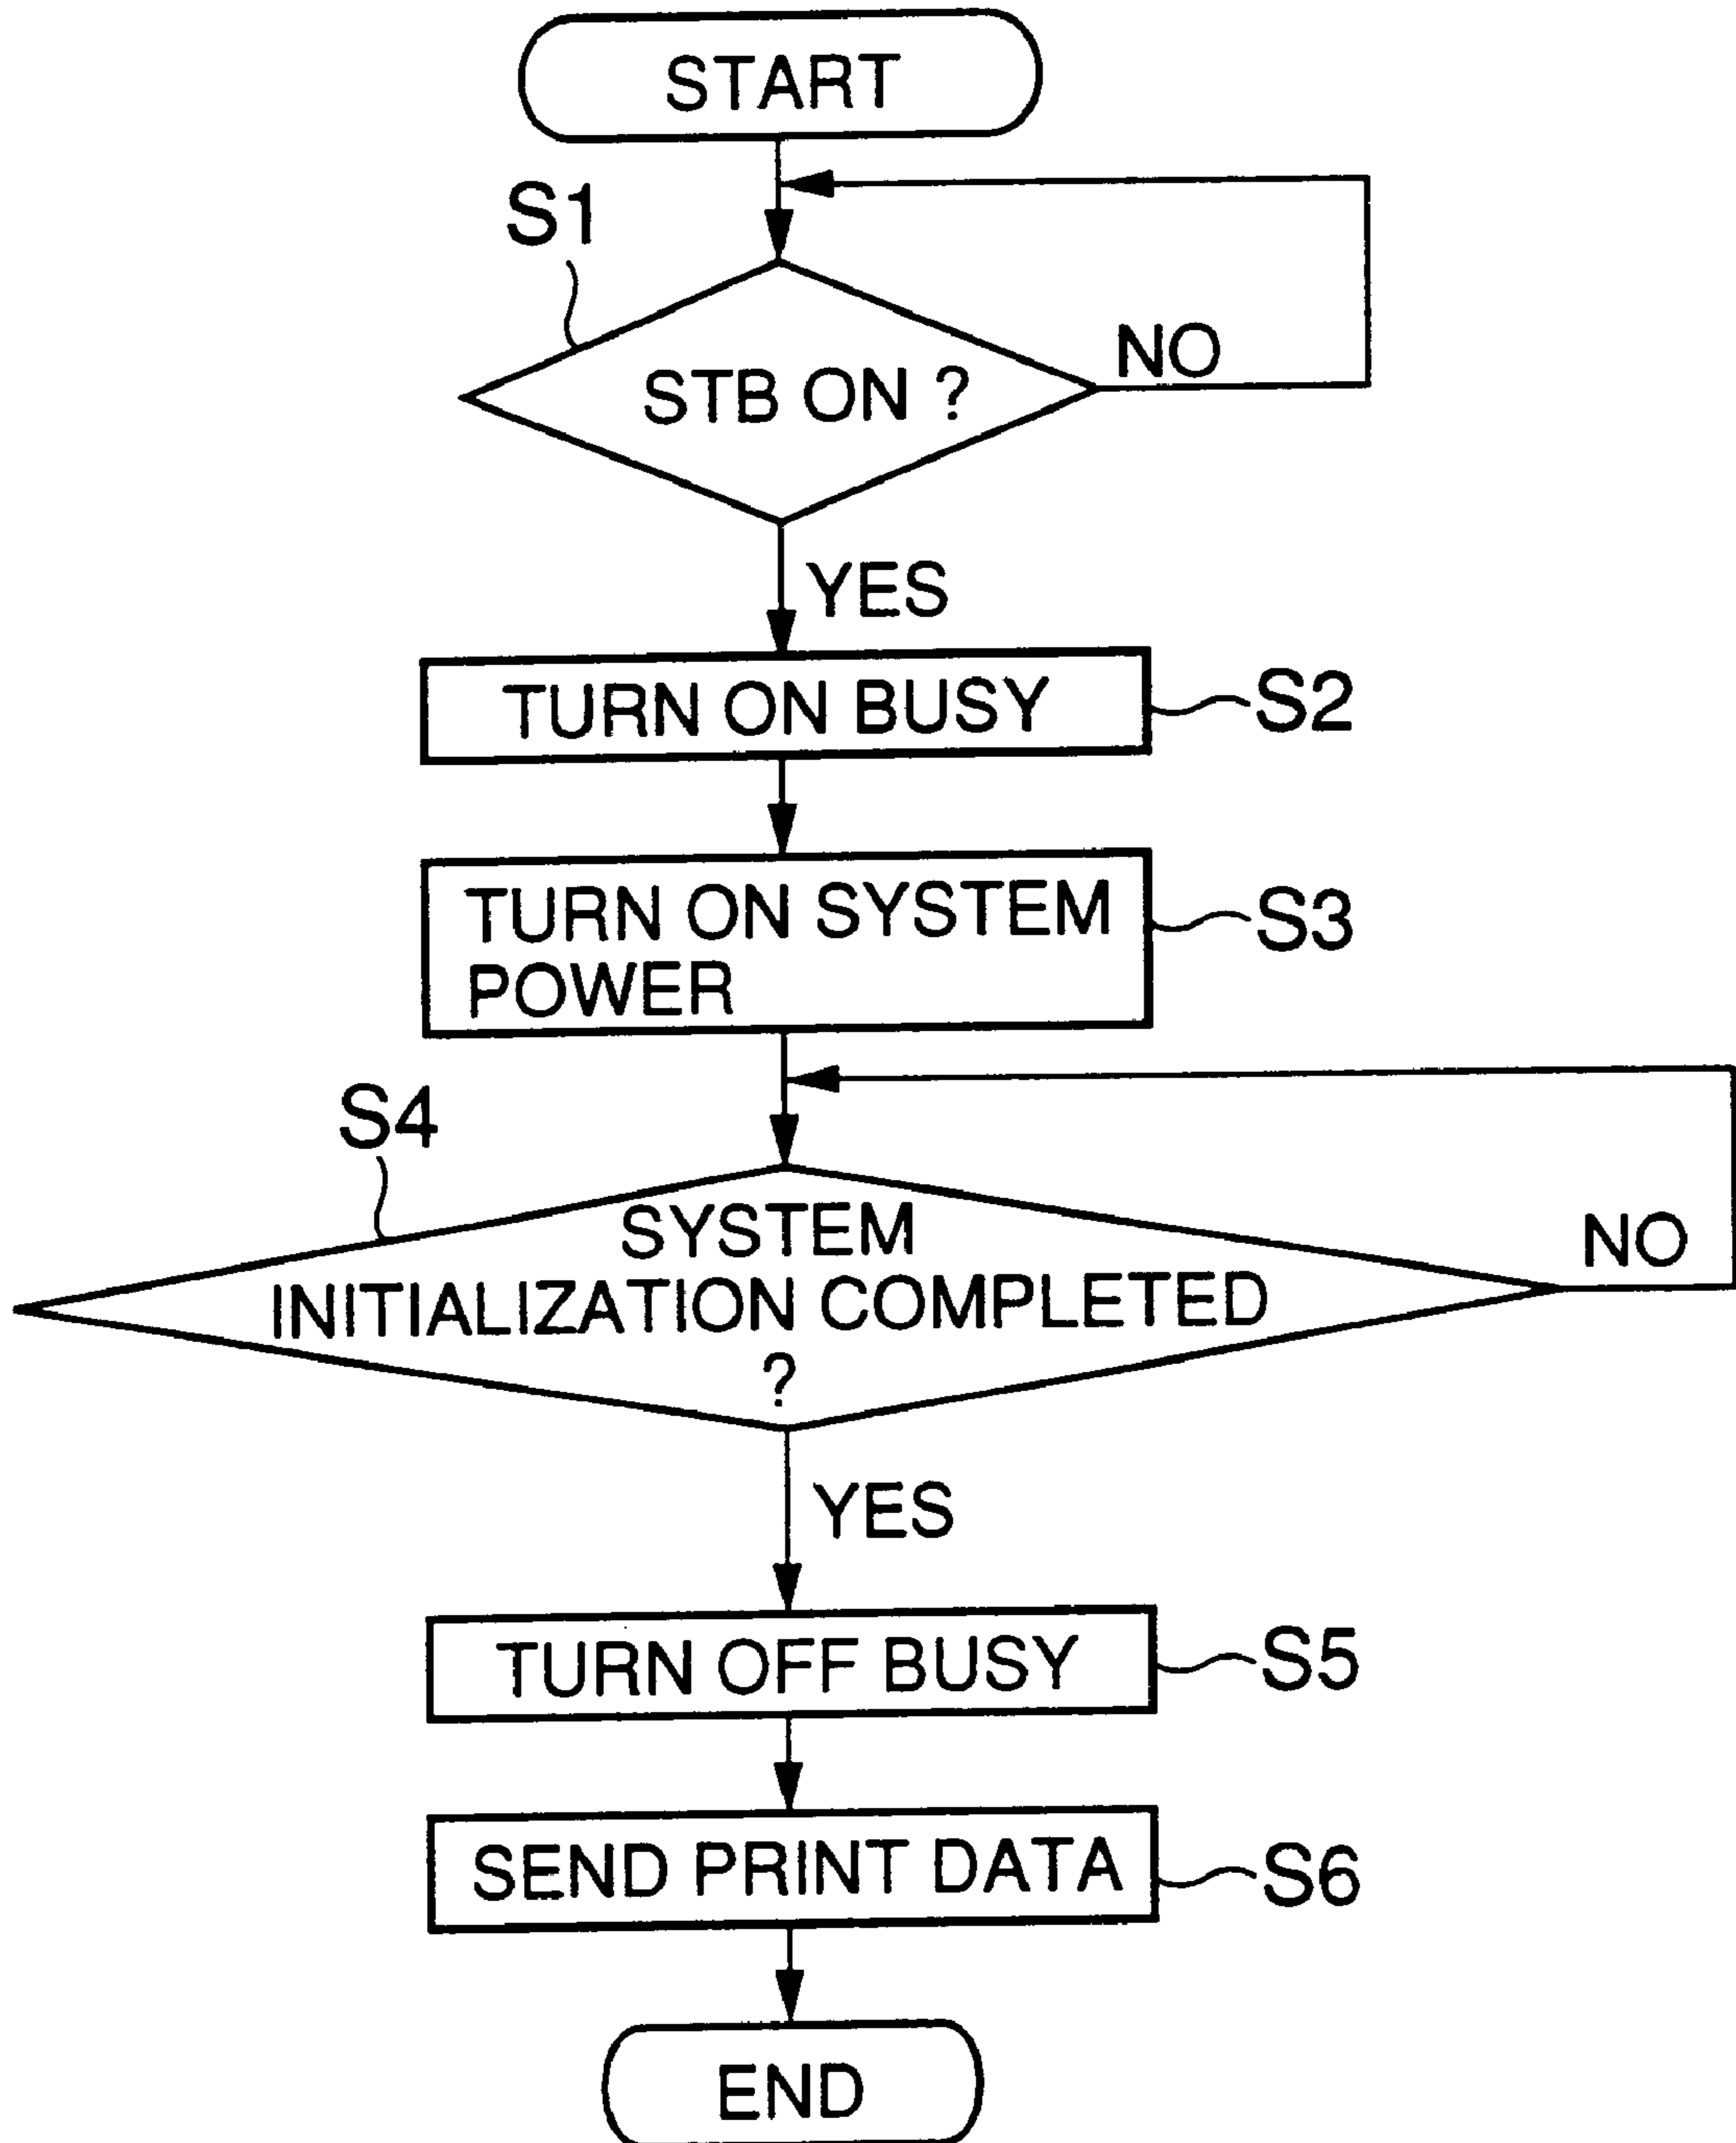 START
S1
NO
STB ON ?
YES
TURN ON BUSY
S2
TURN ON SYSTEM
POWER
S3
S4
SYSTEM
NO
INITIALIZATION COMPLETED
?
YES
TURN OFF BUSY
S5
SEND PRINT DATA
S6
END